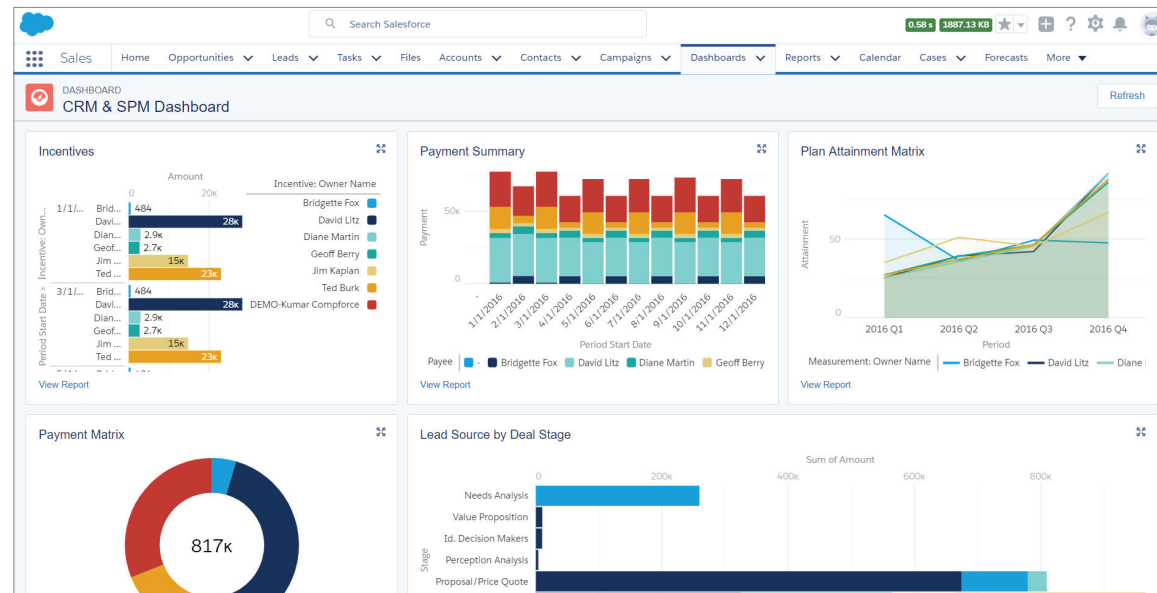 Search Salesforce
0.58 s 1887.13 KB
Sales Home Opportunities Leads Tasks Files Accounts Contacts Campaigns Dashboards Reports Calendar Cases Forecasts More
DASHBOARD
CRM & SPM Dashboard
Refresh
Incentives
Amount
0 20K
Incentive: Owner Name
Bridgette Fox
David Litz
Diane Martin
Geoff Berry
Jim Kaplan
Ted Burk
DEMO-Kumar Compforce
Period Start Date > Incentive: Own...
1/1/... Brid... 484
Davi... 28K
Dian... 2.9K
Geof... 2.7K
Jim ... 15K
Ted ... 23K
3/1/... Brid... 484
Davi... 28K
Dian... 2.9K
Geof... 2.7K
Jim ... 15K
Ted ... 23K
View Report
Payment Summary
Payment
50K
0
- 1/1/2016 2/1/2016 3/1/2016 4/1/2016 5/1/2016 6/1/2016 7/1/2016 8/1/2016 9/1/2016 10/1/2016 11/1/2016 12/1/2016
Period Start Date
Payee - Bridgette Fox David Litz Diane Martin Geoff Berry
View Report
Plan Attainment Matrix
Attainment
50
0
2016 Q1 2016 Q2 2016 Q3 2016 Q4
Period
Measurement: Owner Name Bridgette Fox David Litz Diane
View Report
Payment Matrix
817K
Lead Source by Deal Stage
Sum of Amount
0 200K 400K 600K 800K
Stage
Needs Analysis
Value Proposition
Id. Decision Makers
Perception Analysis
Proposal/Price Quote